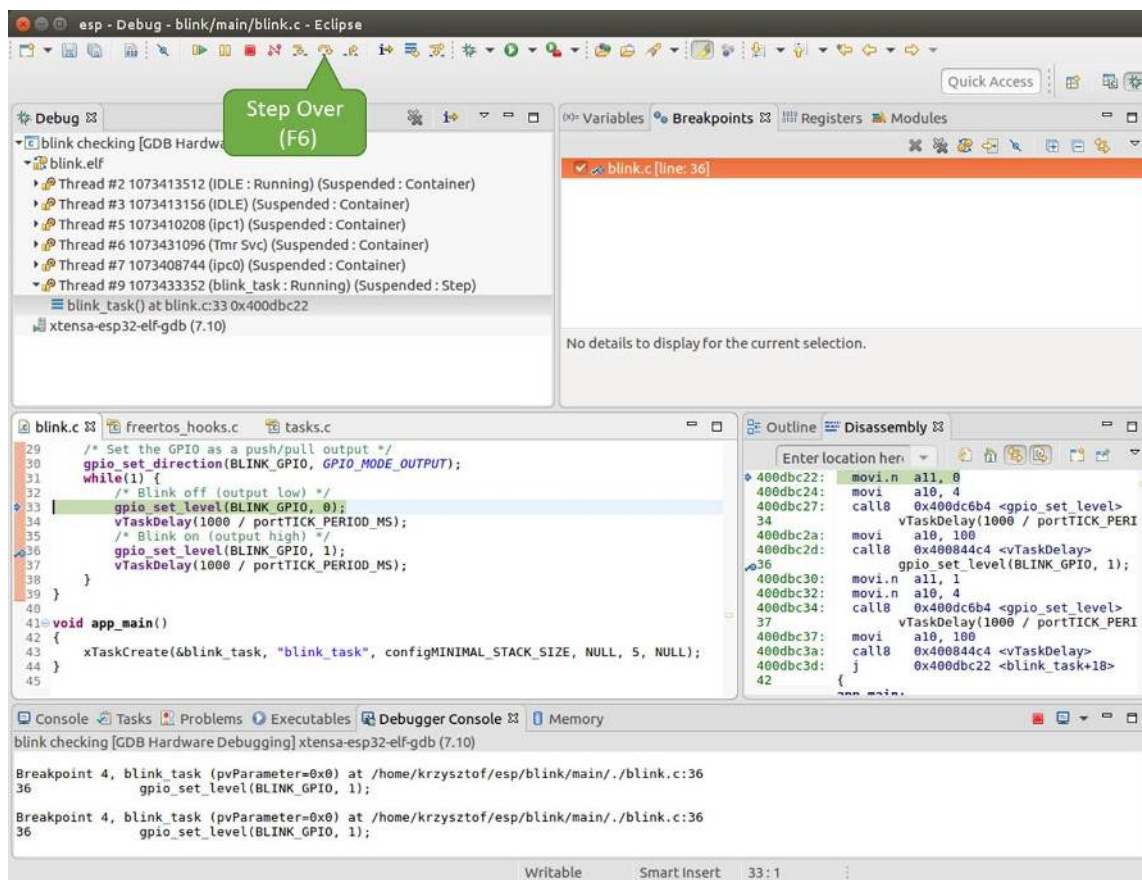 esp - Debug - blink/main/blink.c - Eclipse
Quick Access
Step Over
(F6)
Debug
blink checking [GDB Hardwa
blink.elf
Thread #2 1073413512 (IDLE : Running) (Suspended : Container)
Thread #3 1073413156 (IDLE) (Suspended : Container)
Thread #5 1073410208 (ipc1) (Suspended : Container)
Thread #6 1073431096 (Tmr Svc) (Suspended : Container)
Thread #7 1073408744 (ipc0) (Suspended : Container)
Thread #9 1073433352 (blink_task : Running) (Suspended : Step)
blink_task() at blink.c:33 0x400dbc22
xtensa-esp32-elf-gdb (7.10)
(x)= Variables Breakpoints Registers Modules
blink.c [line: 36]
No details to display for the current selection.
blink.c freertos_hooks.c tasks.c
29 /* Set the GPIO as a push/pull output */
30 gpio_set_direction(BLINK_GPIO, GPIO_MODE_OUTPUT);
31 while(1) {
32 /* Blink off (output low) */
33 gpio_set_level(BLINK_GPIO, 0);
34 vTaskDelay(1000 / portTICK_PERIOD_MS);
35 /* Blink on (output high) */
36 gpio_set_level(BLINK_GPIO, 1);
37 vTaskDelay(1000 / portTICK_PERIOD_MS);
38 }
39 }
40
41 void app_main()
42 {
43 xTaskCreate(&blink_task, "blink_task", configMINIMAL_STACK_SIZE, NULL, 5, NULL);
44 }
45
Outline Disassembly
Enter location her
400dbc22: movi.n a11, 0
400dbc24: movi a10, 4
400dbc27: call8 0x400dc6b4 <gpio_set_level>
34 vTaskDelay(1000 / portTICK_PERI
400dbc2a: movi a10, 100
400dbc2d: call8 0x400844c4 <vTaskDelay>
36 gpio_set_level(BLINK_GPIO, 1);
400dbc30: movi.n a11, 1
400dbc32: movi.n a10, 4
400dbc34: call8 0x400dc6b4 <gpio_set_level>
37 vTaskDelay(1000 / portTICK_PERI
400dbc37: movi a10, 100
400dbc3a: call8 0x400844c4 <vTaskDelay>
400dbc3d: j 0x400dbc22 <blink_task+18>
42 {
app_main:
Console Tasks Problems Executables Debugger Console Memory
blink checking [GDB Hardware Debugging] xtensa-esp32-elf-gdb (7.10)
Breakpoint 4, blink_task (pvParameter=0x0) at /home/krzysztof/esp/blink/main/./blink.c:36
36 gpio_set_level(BLINK_GPIO, 1);
Breakpoint 4, blink_task (pvParameter=0x0) at /home/krzysztof/esp/blink/main/./blink.c:36
36 gpio_set_level(BLINK_GPIO, 1);
Writable Smart Insert 33 : 1